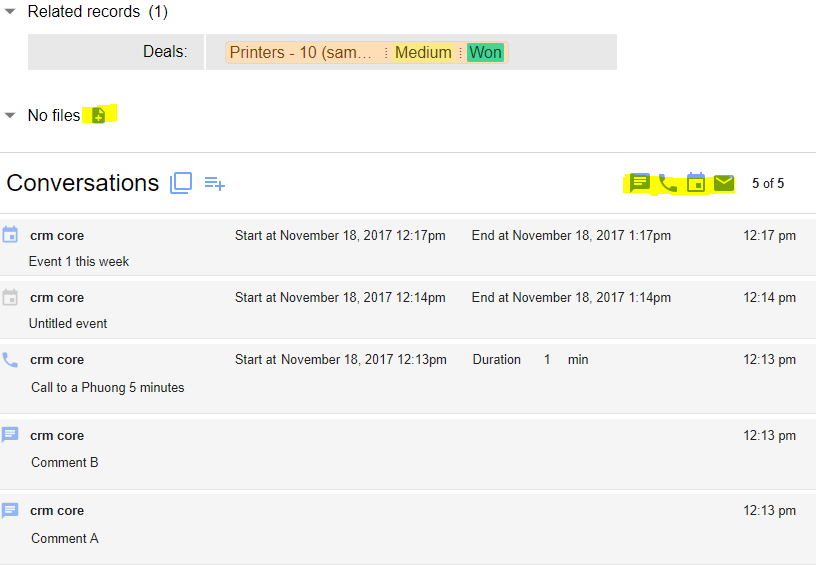 Related records (1)
Deals: Printers - 10 (sam... Medium Won
No files
Conversations 5 of 5
crm core Start at November 18, 2017 12:17pm End at November 18, 2017 1:17pm 12:17 pm
Event 1 this week
crm core Start at November 18, 2017 12:14pm End at November 18, 2017 1:14pm 12:14 pm
Untitled event
crm core Start at November 18, 2017 12:13pm Duration 1 min 12:13 pm
Call to a Phuong 5 minutes
crm core 12:13 pm
Comment B
crm core 12:13 pm
Comment A